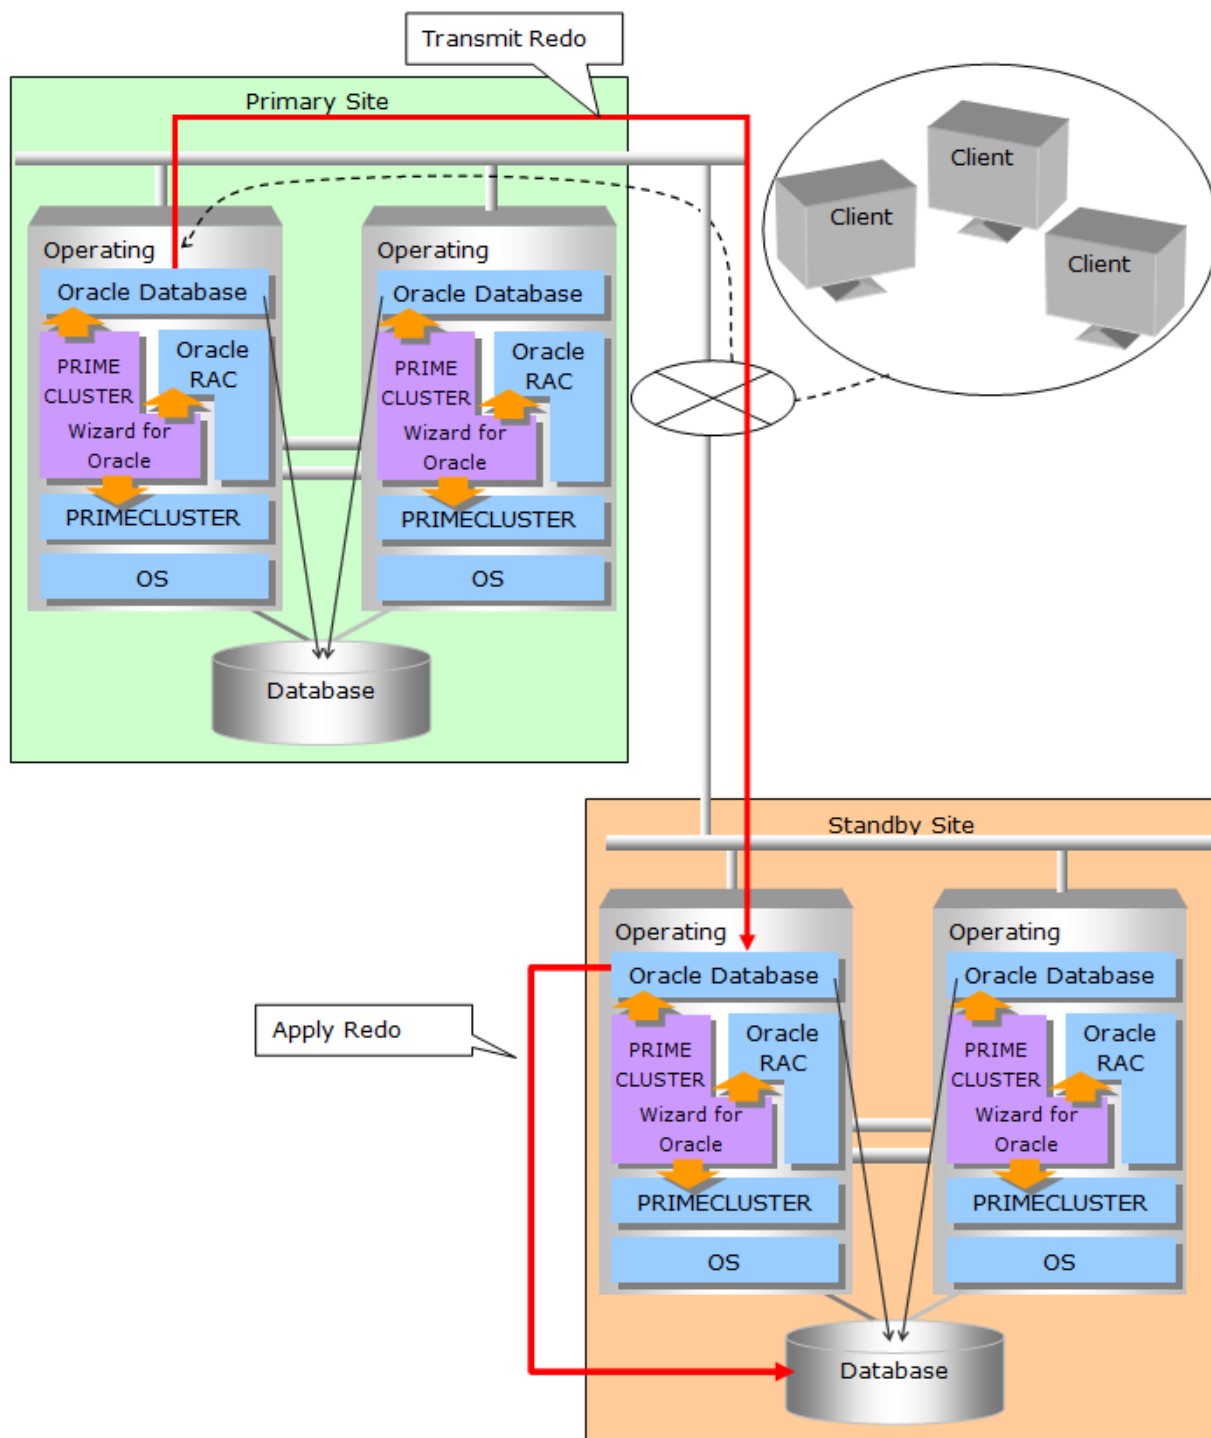 Transmit Redo
Primary Site
Client
Client
Client
Operating
Oracle Database
PRIME
CLUSTER
Wizard for
Oracle
Oracle
RAC
PRIMECLUSTER
OS
Operating
Oracle Database
PRIME
CLUSTER
Wizard for
Oracle
Oracle
RAC
PRIMECLUSTER
OS
Database
Standby Site
Operating
Oracle Database
PRIME
CLUSTER
Wizard for
Oracle
Oracle
RAC
PRIMECLUSTER
OS
Operating
Oracle Database
PRIME
CLUSTER
Wizard for
Oracle
Oracle
RAC
PRIMECLUSTER
OS
Apply Redo
Database